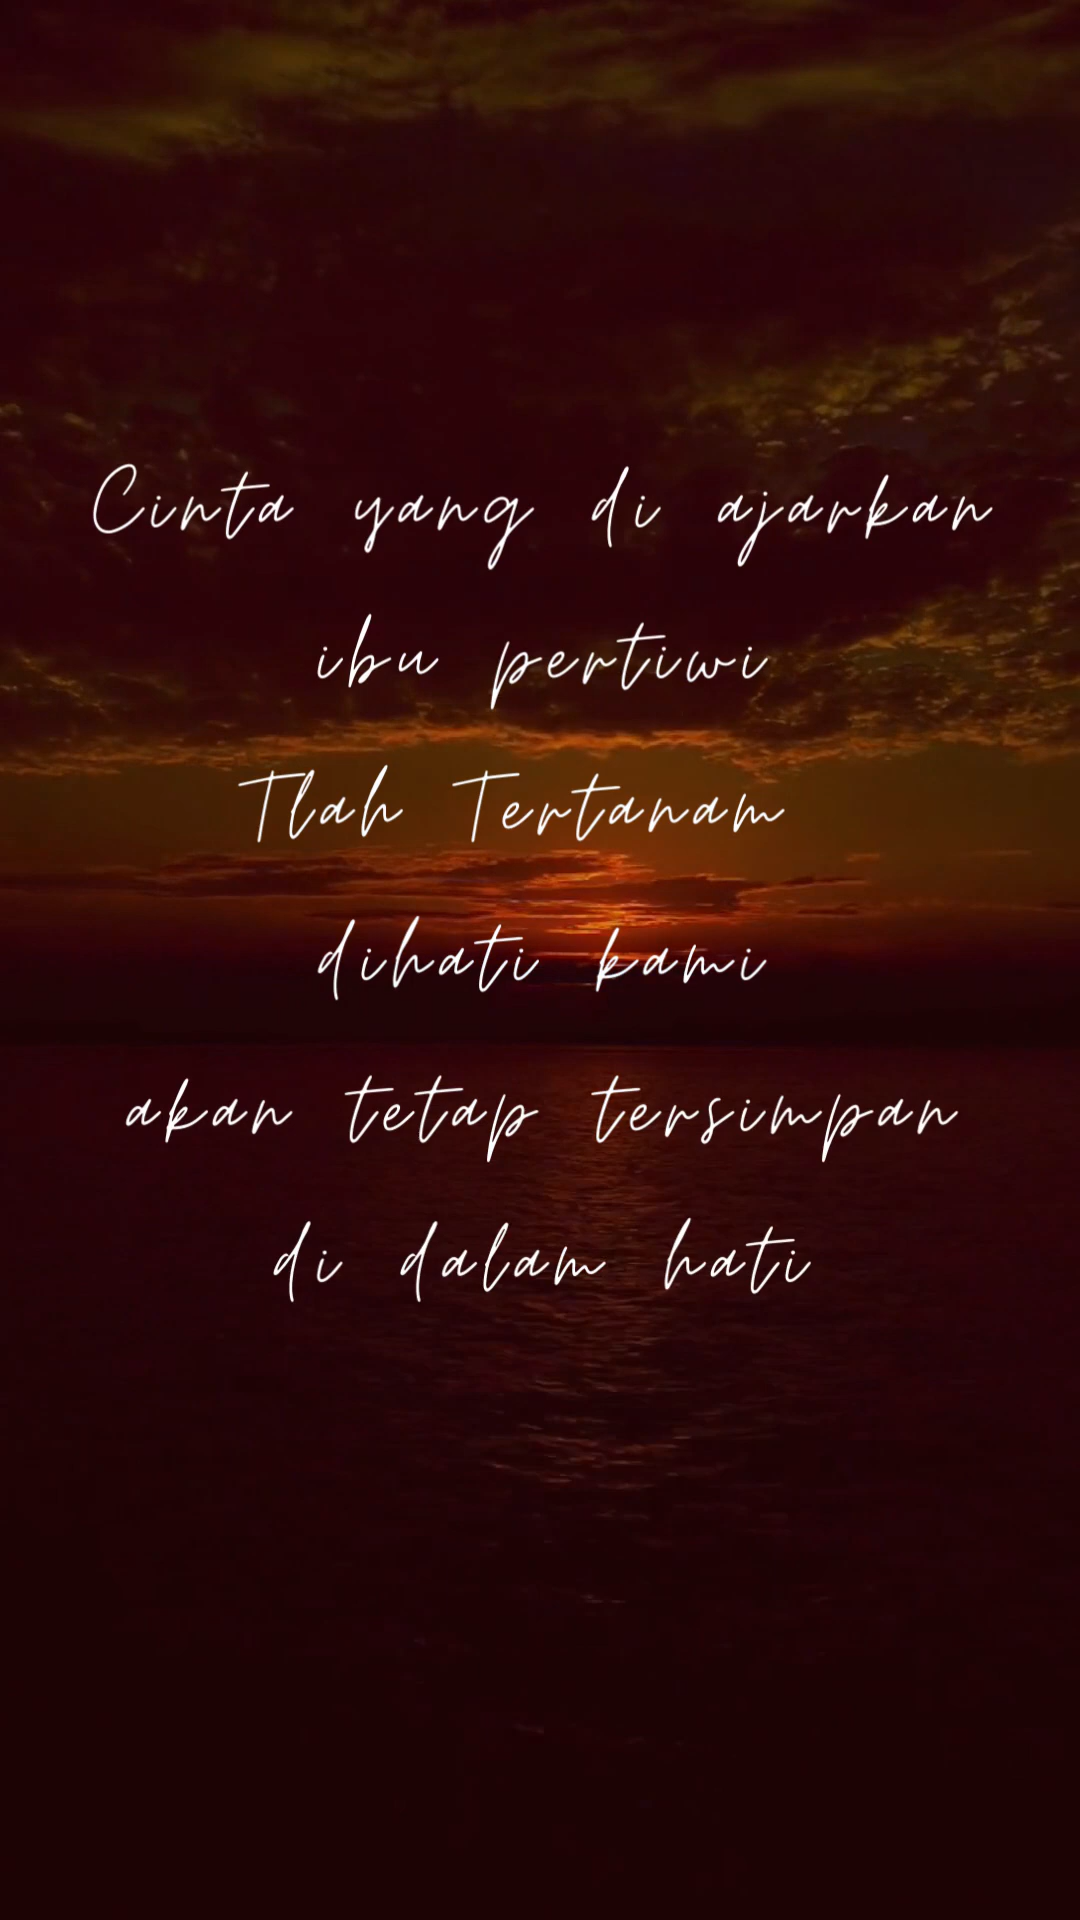 Cinta yang di ajarkan
ibu pertiwi
Tlah Tertanam
dihati kami
akan tetap tersimpan
di dalam hati